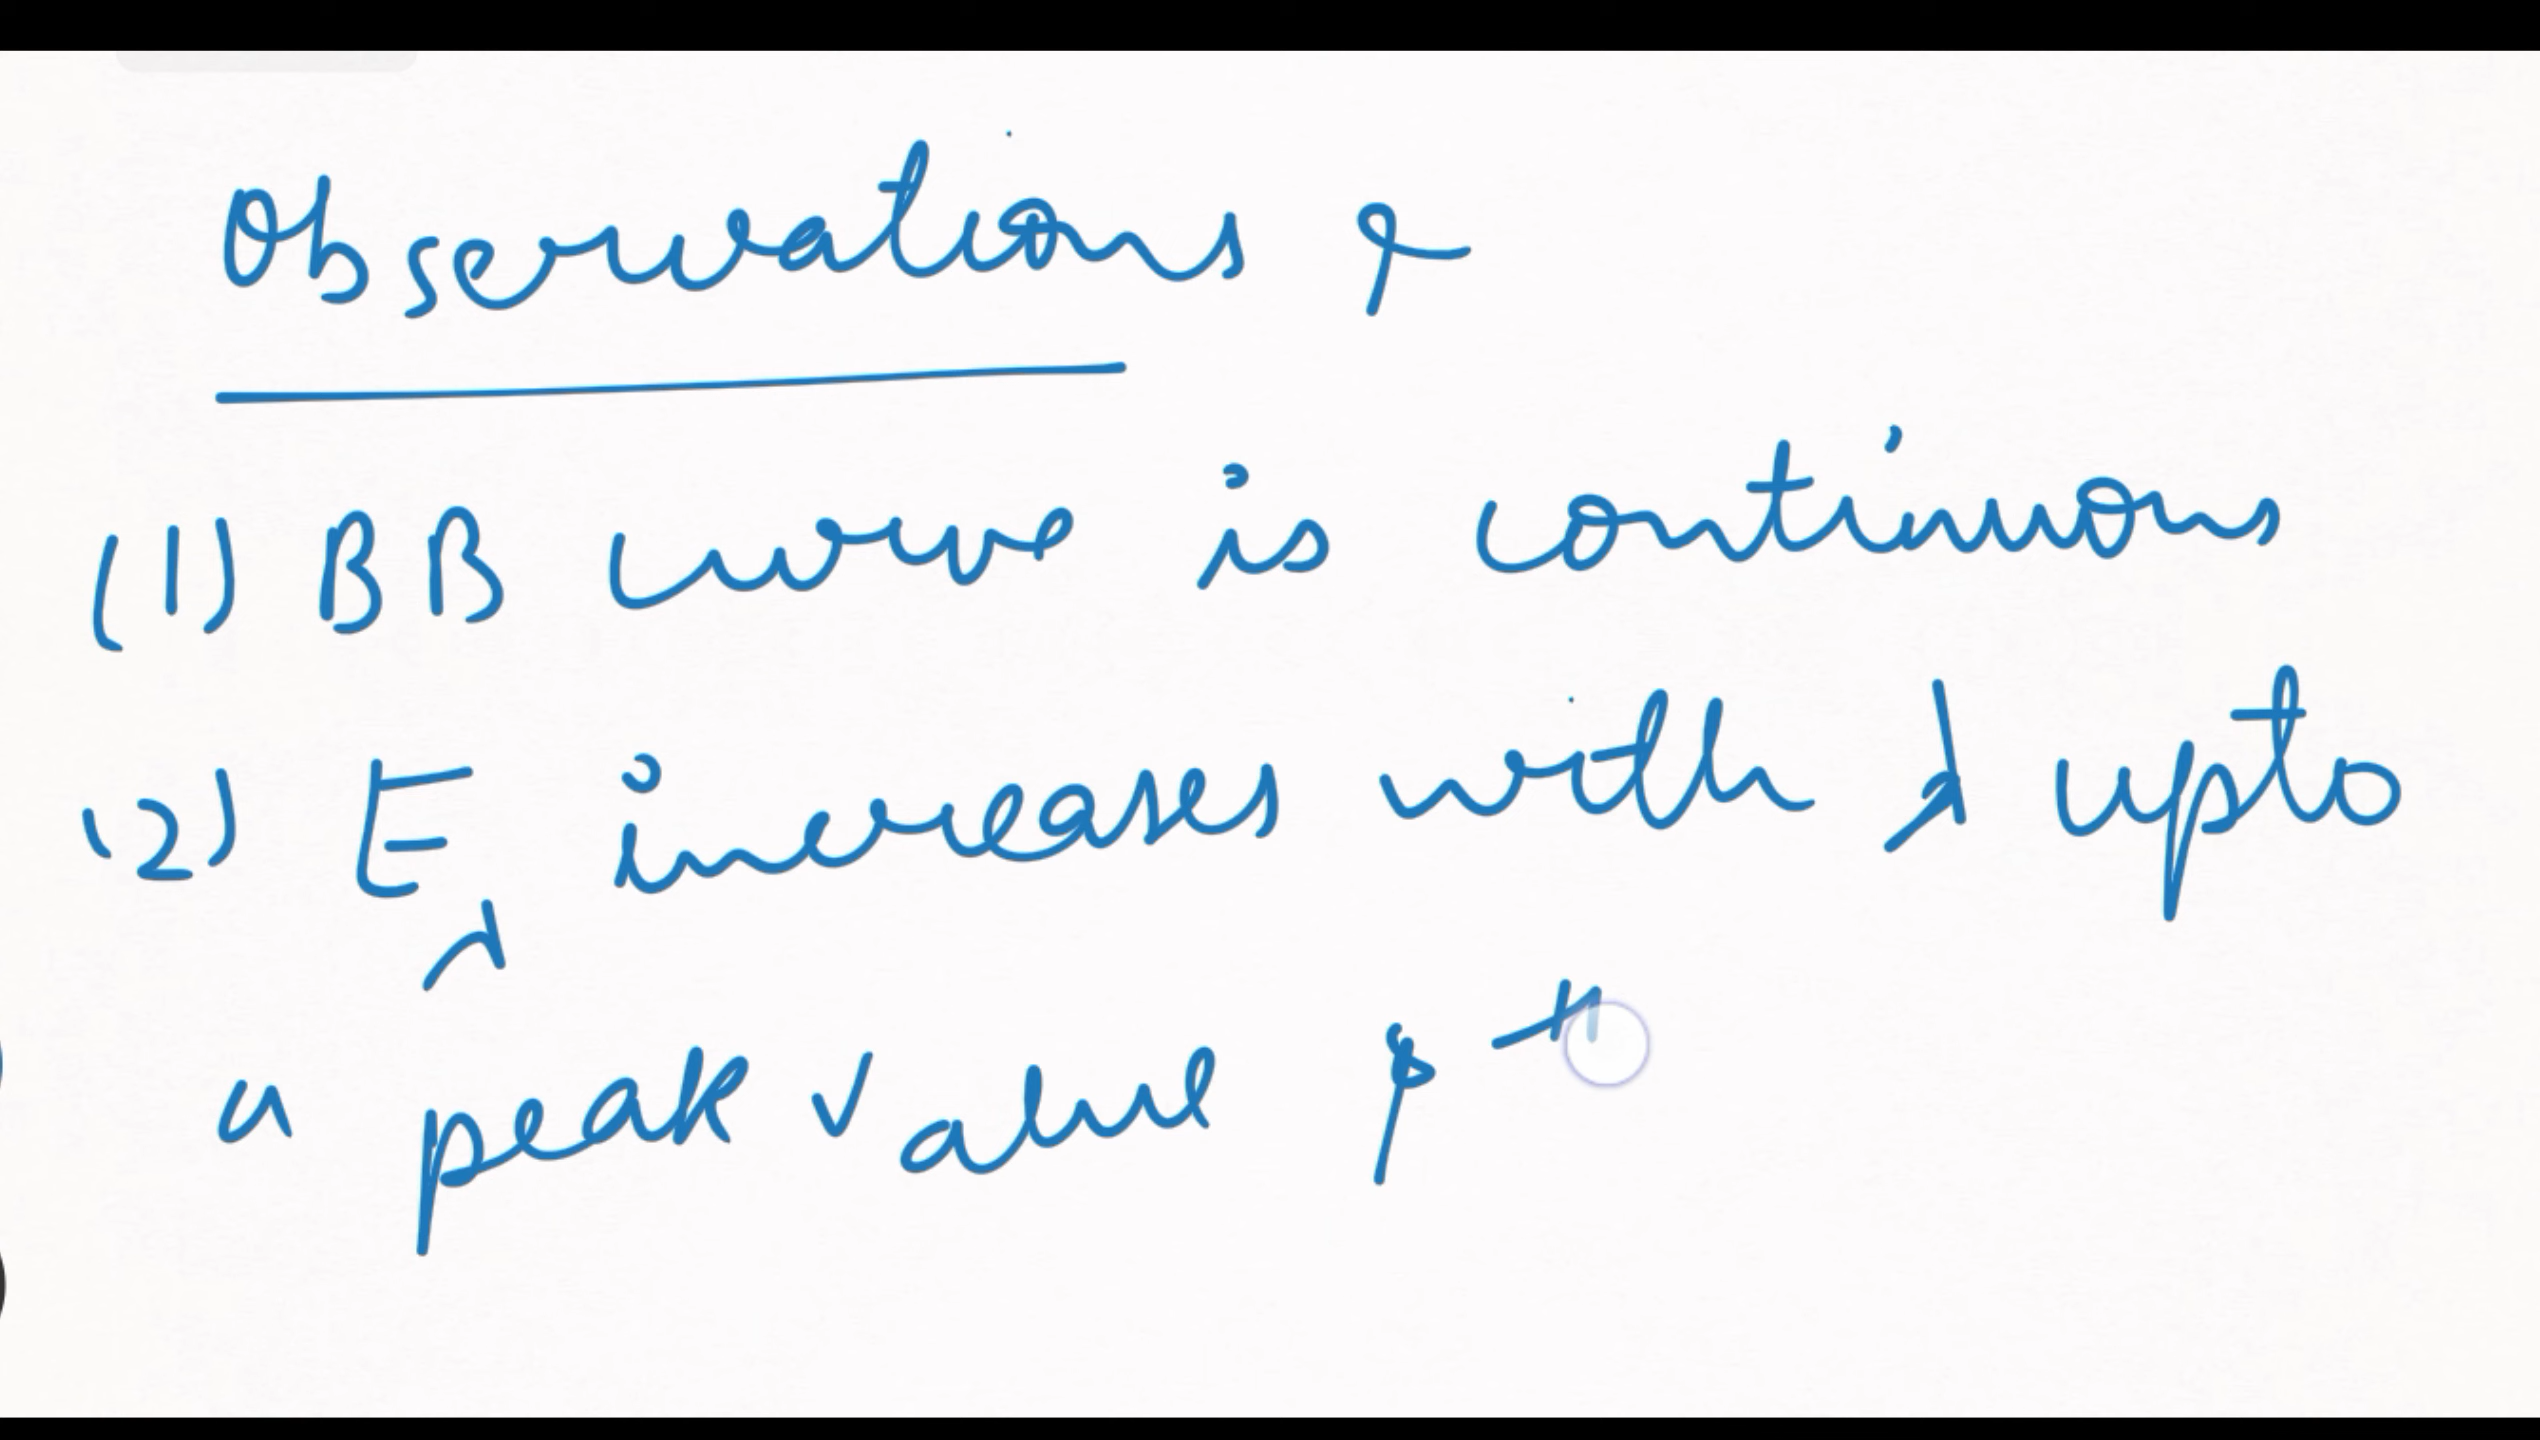 Observations &
(1) BB curve is continuous
(2) Eλ increases with λ upto
a peak value &